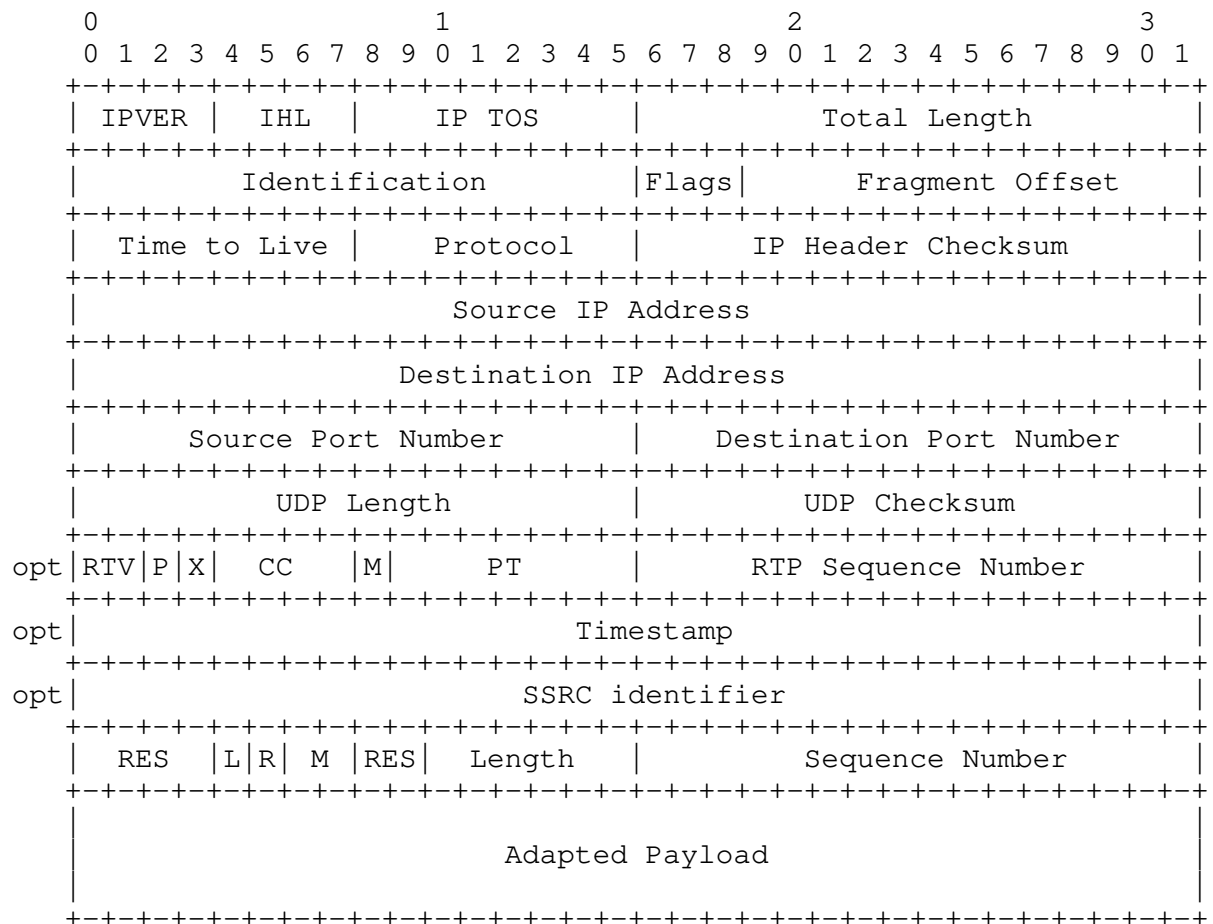 0                   1                   2                   3
    0 1 2 3 4 5 6 7 8 9 0 1 2 3 4 5 6 7 8 9 0 1 2 3 4 5 6 7 8 9 0 1
   +-+-+-+-+-+-+-+-+-+-+-+-+-+-+-+-+-+-+-+-+-+-+-+-+-+-+-+-+-+-+-+-+
   | IPVER |  IHL  |    IP TOS     |          Total Length         |
   +-+-+-+-+-+-+-+-+-+-+-+-+-+-+-+-+-+-+-+-+-+-+-+-+-+-+-+-+-+-+-+-+
   |         Identification        |Flags|      Fragment Offset    |
   +-+-+-+-+-+-+-+-+-+-+-+-+-+-+-+-+-+-+-+-+-+-+-+-+-+-+-+-+-+-+-+-+
   |  Time to Live |    Protocol   |      IP Header Checksum       |
   +-+-+-+-+-+-+-+-+-+-+-+-+-+-+-+-+-+-+-+-+-+-+-+-+-+-+-+-+-+-+-+-+
   |                     Source IP Address                         |
   +-+-+-+-+-+-+-+-+-+-+-+-+-+-+-+-+-+-+-+-+-+-+-+-+-+-+-+-+-+-+-+-+
   |                  Destination IP Address                       |
   +-+-+-+-+-+-+-+-+-+-+-+-+-+-+-+-+-+-+-+-+-+-+-+-+-+-+-+-+-+-+-+-+
   |      Source Port Number       |    Destination Port Number    |
   +-+-+-+-+-+-+-+-+-+-+-+-+-+-+-+-+-+-+-+-+-+-+-+-+-+-+-+-+-+-+-+-+
   |           UDP Length          |         UDP Checksum          |
   +-+-+-+-+-+-+-+-+-+-+-+-+-+-+-+-+-+-+-+-+-+-+-+-+-+-+-+-+-+-+-+-+
opt|RTV|P|X|  CC   |M|     PT      |      RTP Sequence Number      |
   +-+-+-+-+-+-+-+-+-+-+-+-+-+-+-+-+-+-+-+-+-+-+-+-+-+-+-+-+-+-+-+-+
opt|                            Timestamp                          |
   +-+-+-+-+-+-+-+-+-+-+-+-+-+-+-+-+-+-+-+-+-+-+-+-+-+-+-+-+-+-+-+-+
opt|                         SSRC identifier                       |
   +-+-+-+-+-+-+-+-+-+-+-+-+-+-+-+-+-+-+-+-+-+-+-+-+-+-+-+-+-+-+-+-+
   |  RES  |L|R| M |RES|  Length   |         Sequence Number       |
   +-+-+-+-+-+-+-+-+-+-+-+-+-+-+-+-+-+-+-+-+-+-+-+-+-+-+-+-+-+-+-+-+
   |                                                               |
   |                        Adapted Payload                        |
   |                                                               |
   +-+-+-+-+-+-+-+-+-+-+-+-+-+-+-+-+-+-+-+-+-+-+-+-+-+-+-+-+-+-+-+-+